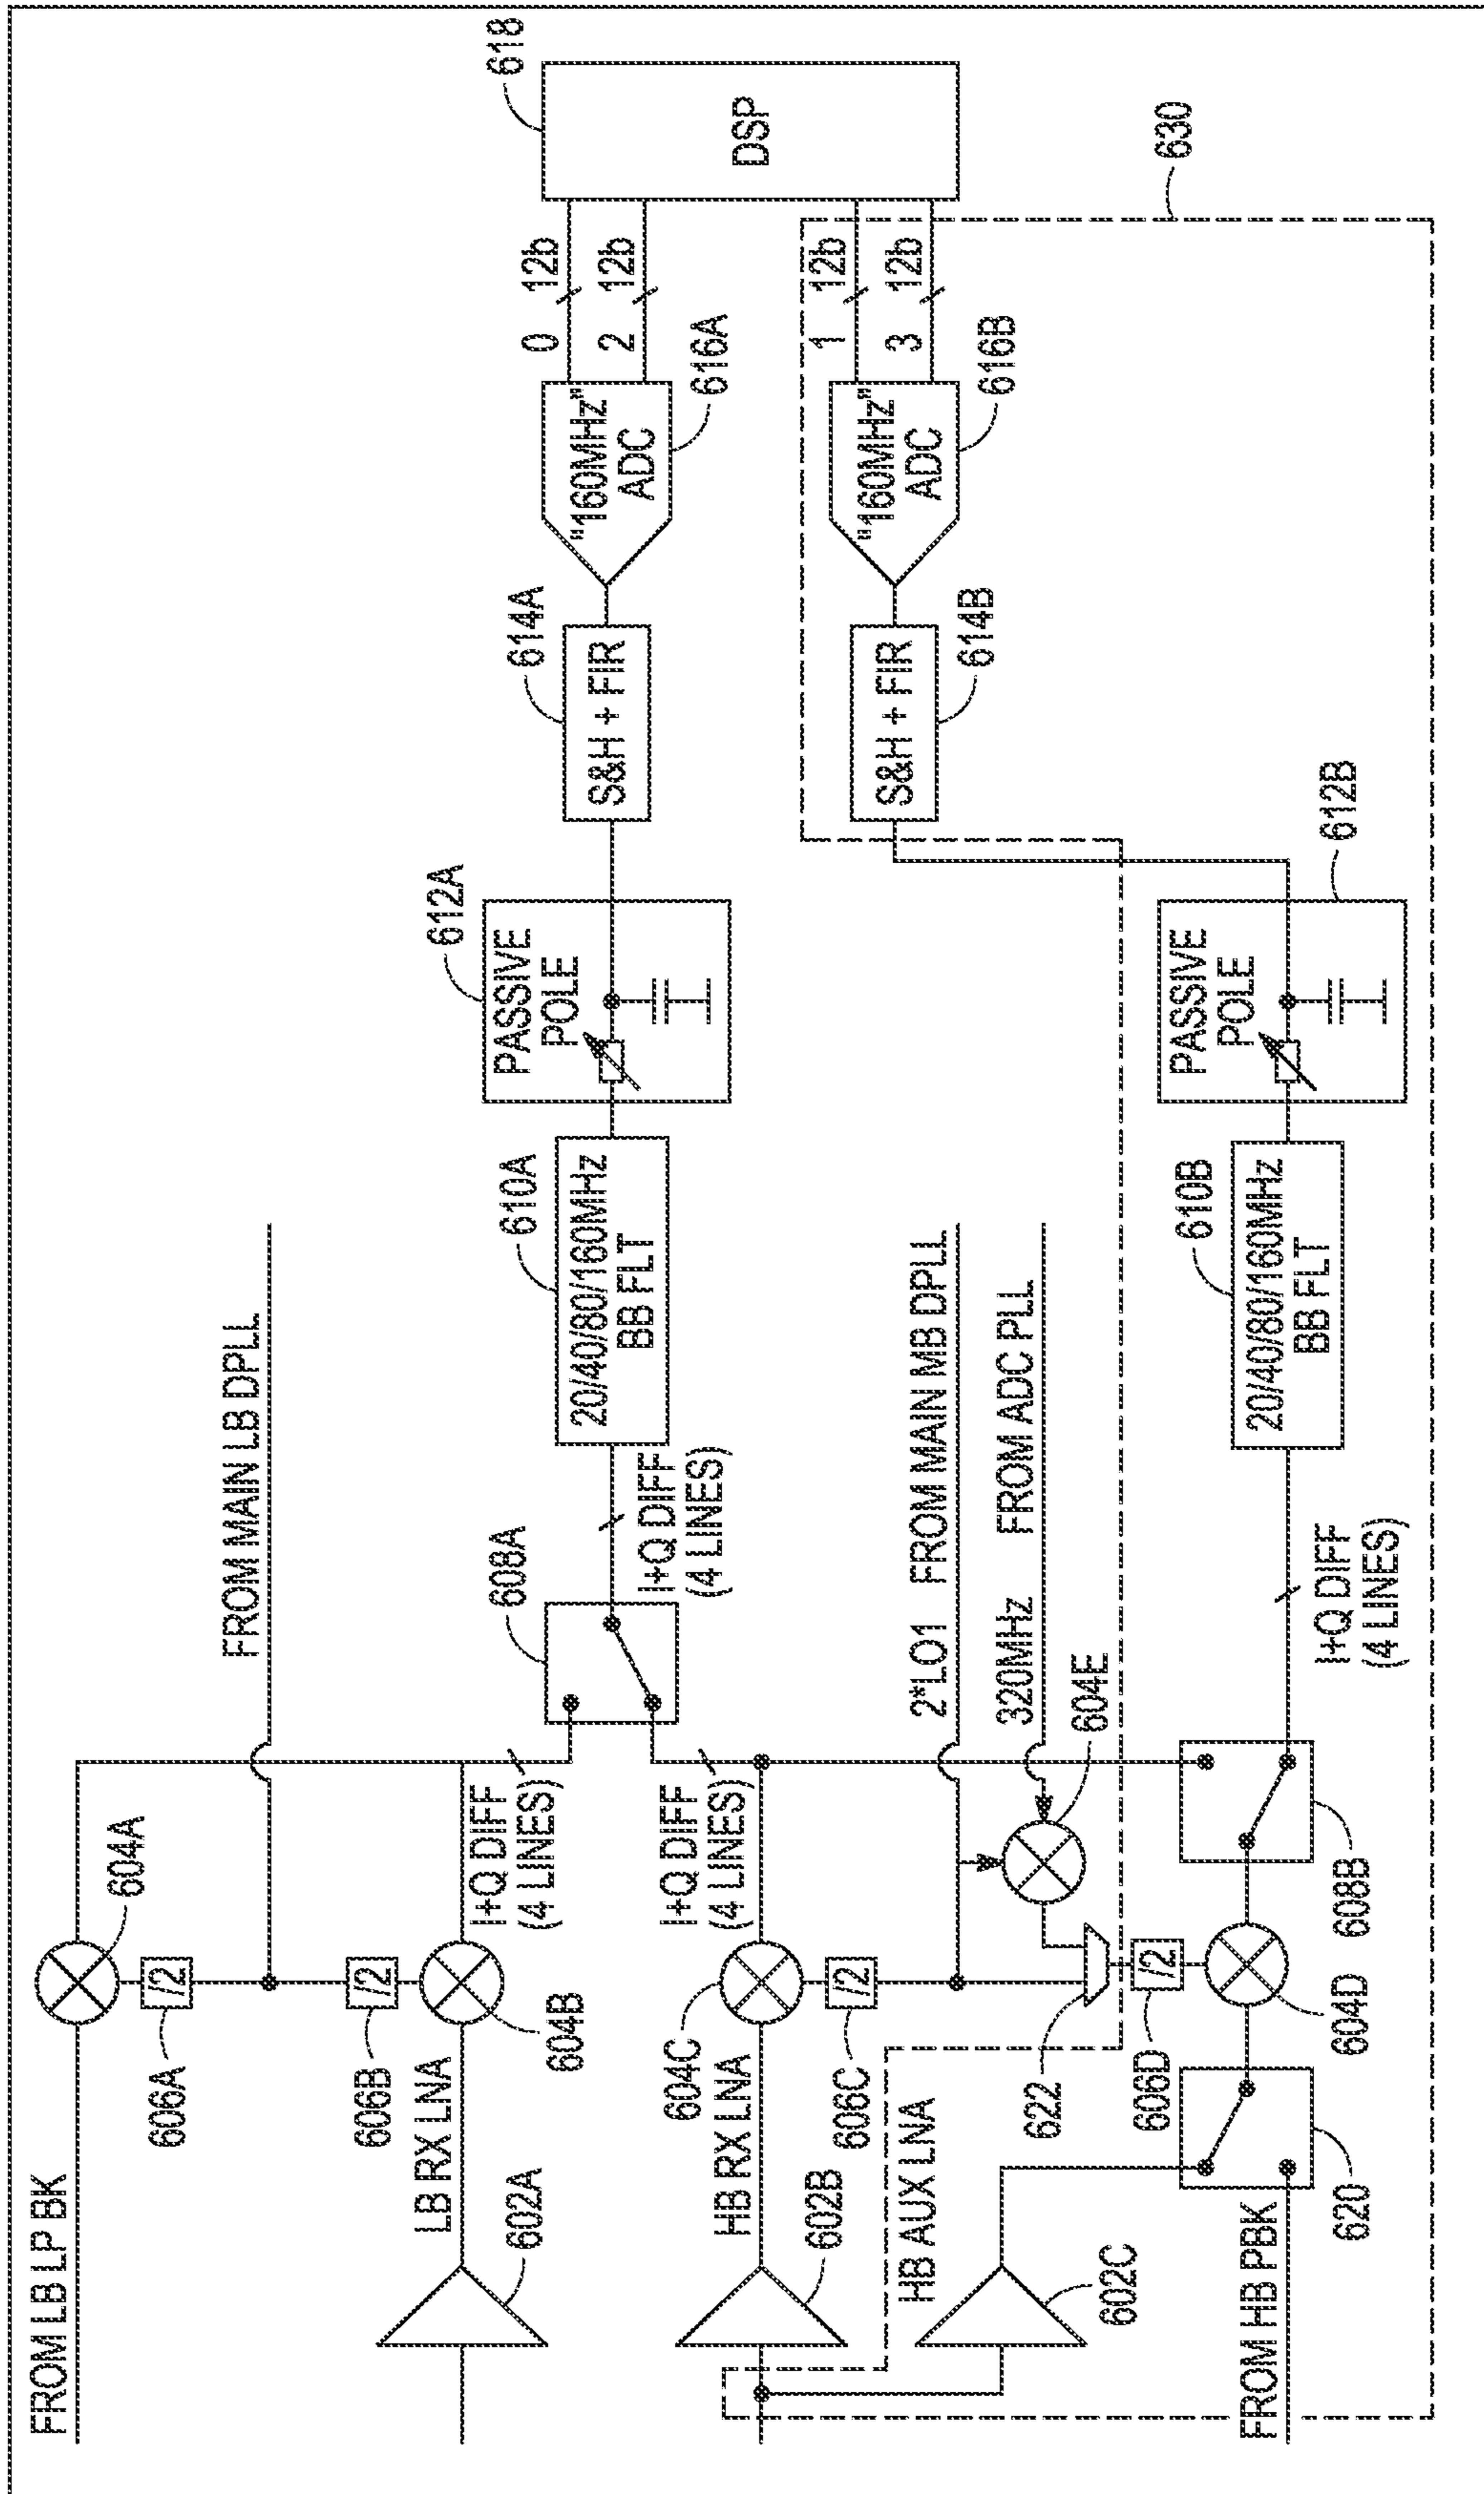 FROM LB LP BK
604A
/2
606A
FROM MAIN LB DPLL
/2
606B
LB RX LNA
602A
604B
I+Q DIFF
(4 LINES)
608A
I+Q DIFF
(4 LINES)
610A
20/40/80/160MHz
BB FLT
612A
PASSIVE
POLE
614A
S&H + FIR
"160MHz"
ADC
616A
0
12b
2
12b
618
DSP
604C
HB RX LNA
602B
I+Q DIFF
(4 LINES)
/2
606C
2*LO1
FROM MAIN MB DPLL
320MHz
FROM ADC PLL
604E
622
HB AUX LNA
602C
/2
606D
604D
FROM HB PBK
620
608B
I+Q DIFF
(4 LINES)
610B
20/40/80/160MHz
BB FLT
612B
PASSIVE
POLE
614B
S&H + FIR
"160MHz"
ADC
616B
1
12b
3
12b
630